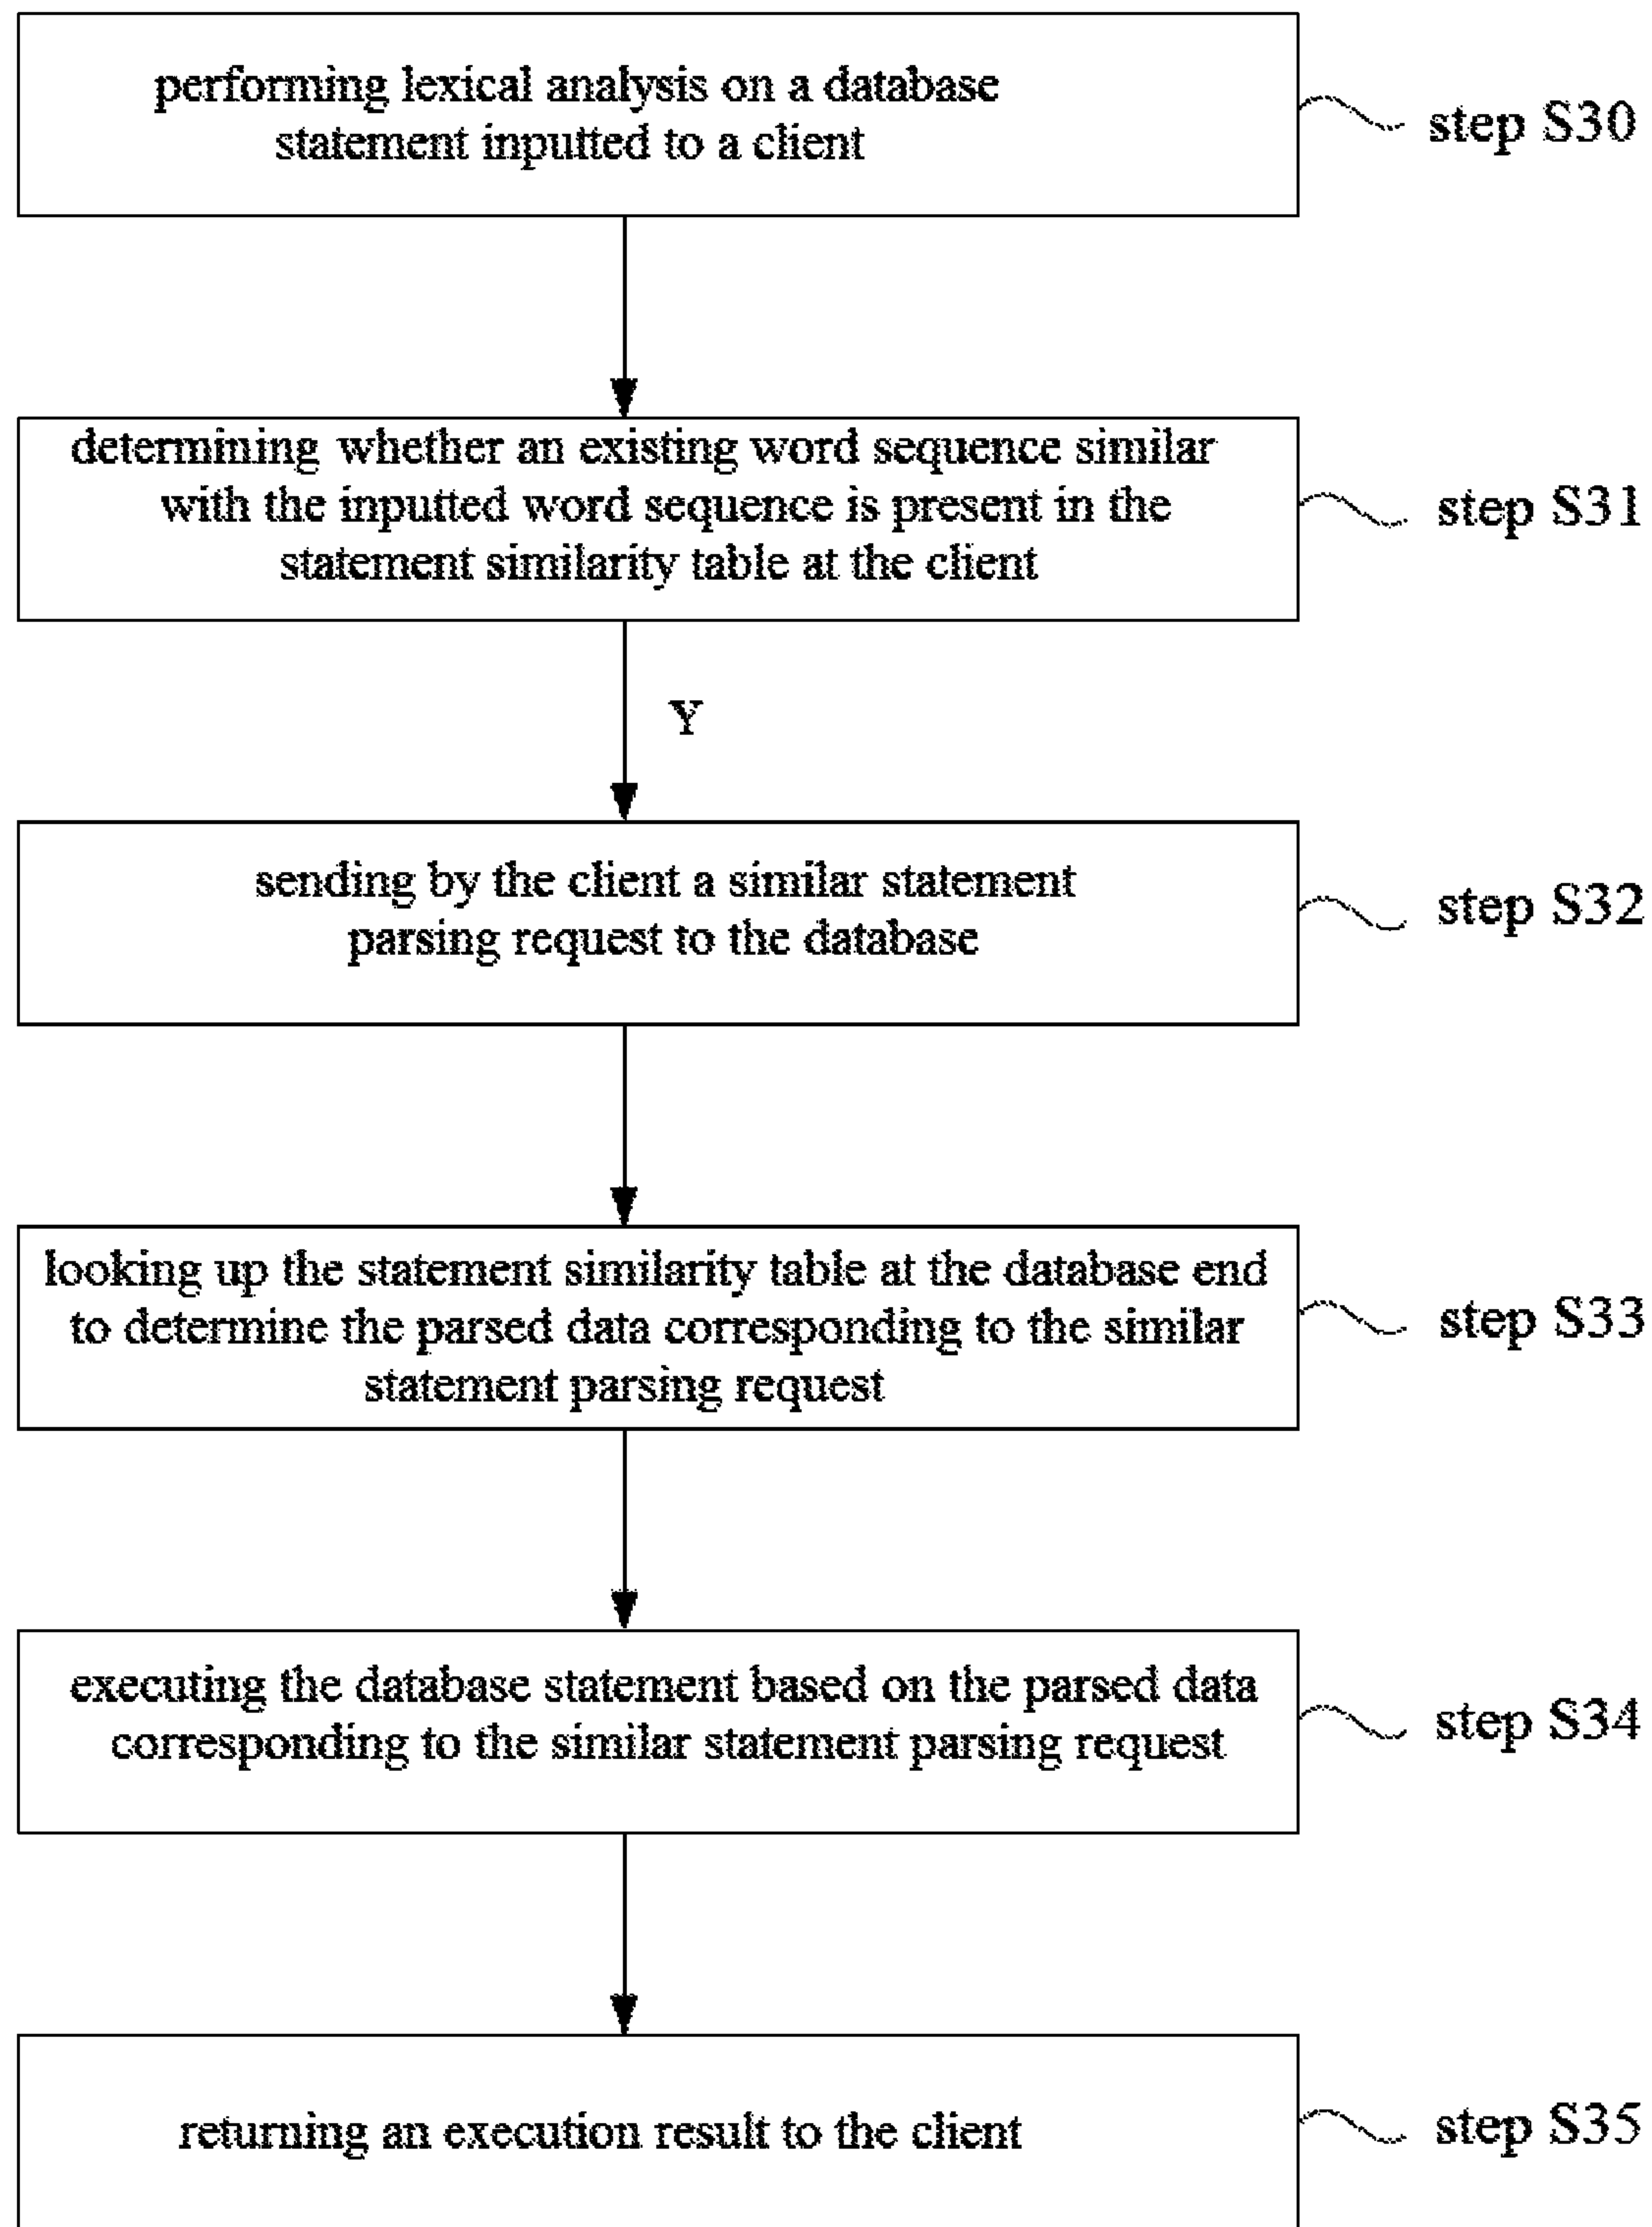 performing lexical analysis on a database
statement inputted to a client
step S30
determining whether an existing word sequence similar
with the inputted word sequence is present in the
statement similarity table at the client
step S31
Y
sending by the client a similar statement
parsing request to the database
step S32
looking up the statement similarity table at the database end
to determine the parsed data corresponding to the similar
statement parsing request
step S33
executing the database statement based on the parsed data
corresponding to the similar statement parsing request
step S34
returning an execution result to the client
step S35